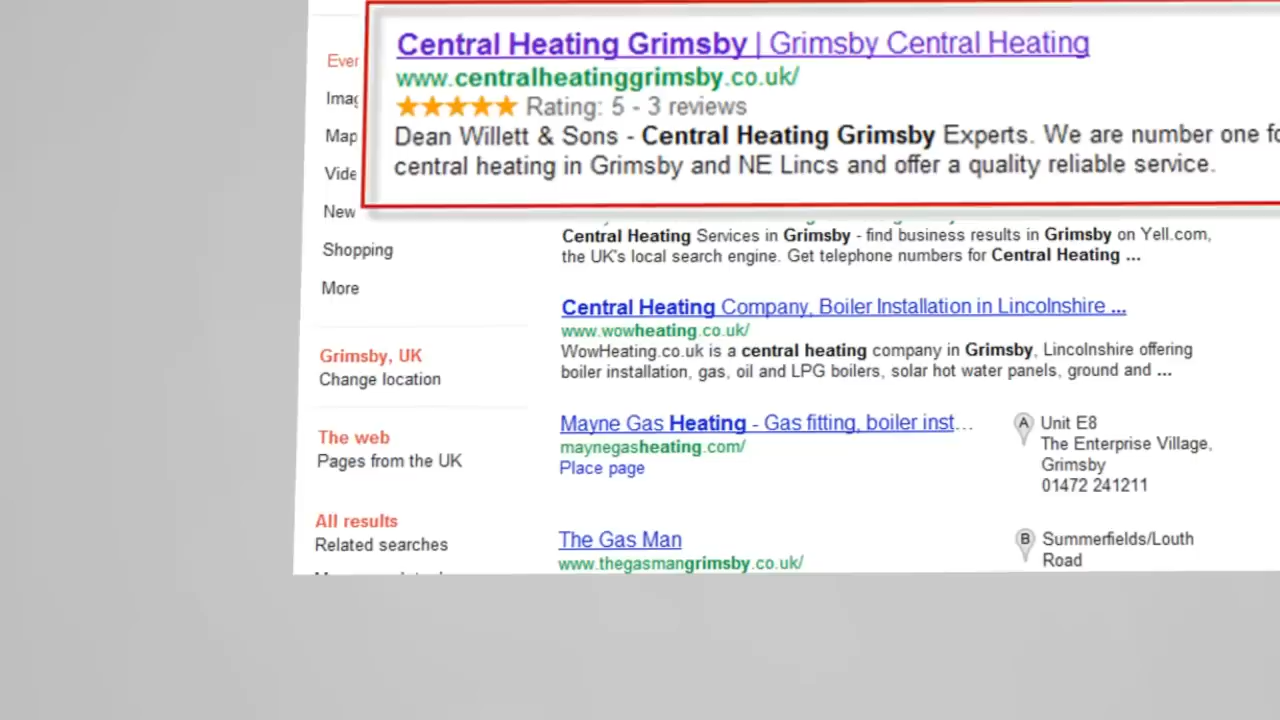 Central Heating Grimsby | Grimsby Central Heating
www.centralheatinggrimsby.co.uk/
Rating: 5 - 3 reviews
Dean Willett & Sons - Central Heating Grimsby Experts. We are number one
central heating in Grimsby and NE Lincs and offer a quality reliable service.
Shopping
More
Grimsby, UK
Change location
The web
Pages from the UK
All results
Related searches
Central Heating Services in Grimsby - find business results in Grimsby on Yell.com,
the UK's local search engine. Get telephone numbers for Central Heating ...
Central Heating Company, Boiler Installation in Lincolnshire ...
www.wowheating.co.uk/
WowHeating.co.uk is a central heating company in Grimsby, Lincolnshire offering
boiler installation, gas, oil and LPG boilers, solar hot water panels, ground and ...
Mayne Gas Heating - Gas fitting, boiler inst...
maynegasheating.com/
Place page
A
Unit E8
The Enterprise Village,
Grimsby
01472 241211
The Gas Man
www.thegasmangrimsby.co.uk/
B
Summerfields/Louth
Road